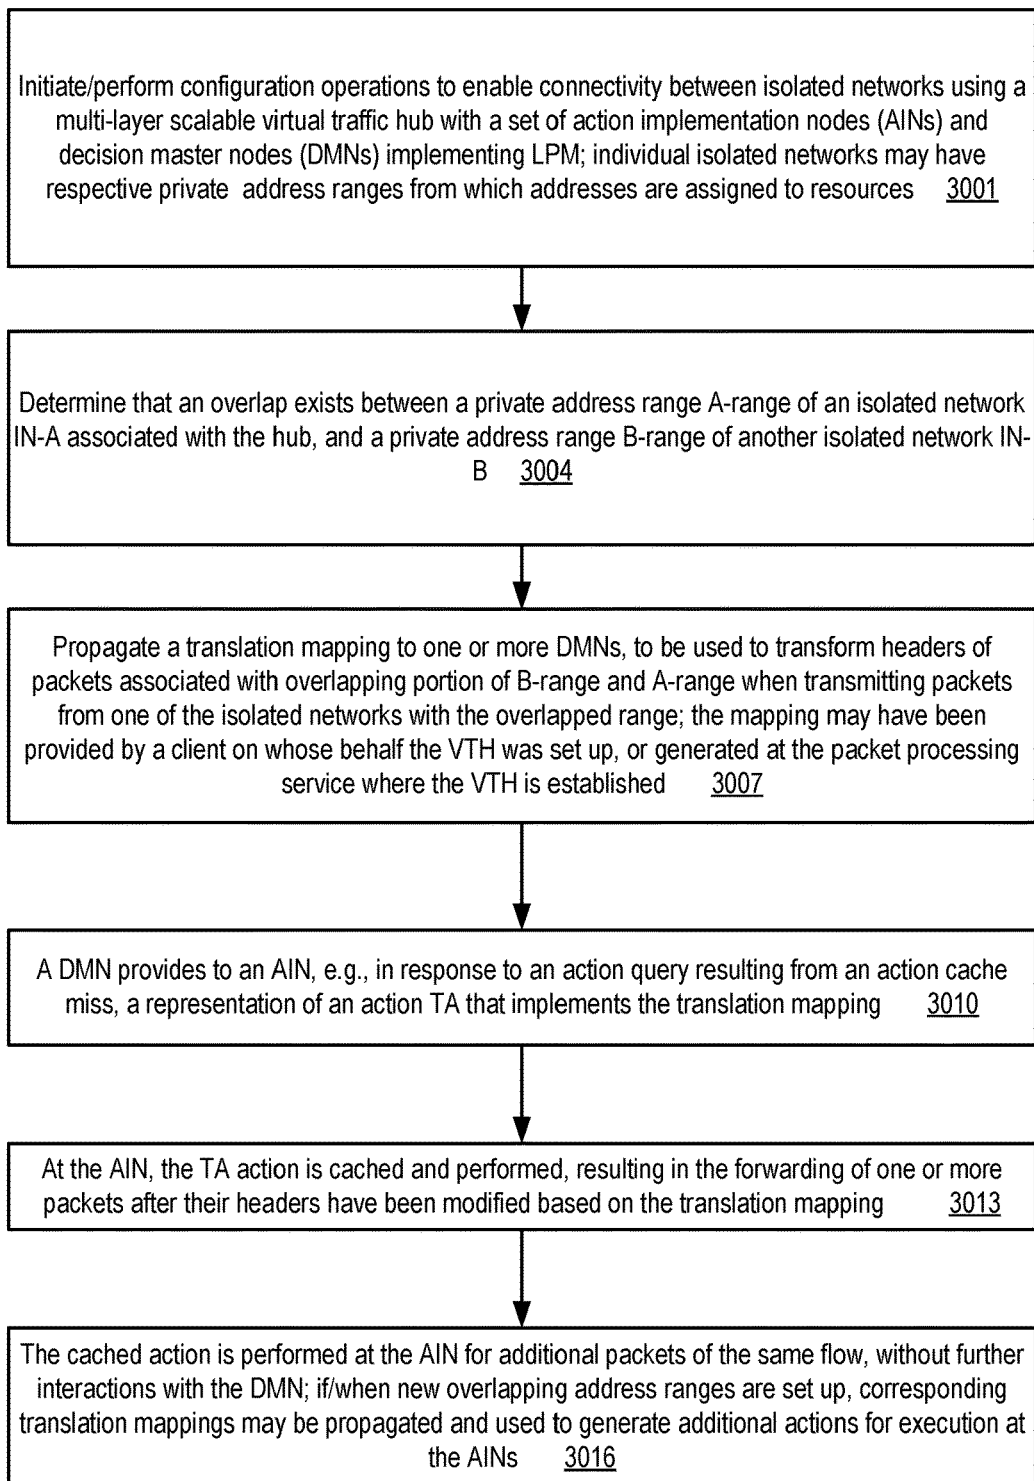 Initiate/perform configuration operations to enable connectivity between isolated networks using a
multi-layer scalable virtual traffic hub with a set of action implementation nodes (AINs) and
decision master nodes (DMNs) implementing LPM; individual isolated networks may have
respective private address ranges from which addresses are assigned to resources 3001
Determine that an overlap exists between a private address range A-range of an isolated network
IN-A associated with the hub, and a private address range B-range of another isolated network IN-
B 3004
Propagate a translation mapping to one or more DMNs, to be used to transform headers of
packets associated with overlapping portion of B-range and A-range when transmitting packets
from one of the isolated networks with the overlapped range; the mapping may have been
provided by a client on whose behalf the VTH was set up, or generated at the packet processing
service where the VTH is established 3007
A DMN provides to an AIN, e.g., in response to an action query resulting from an action cache
miss, a representation of an action TA that implements the translation mapping 3010
At the AIN, the TA action is cached and performed, resulting in the forwarding of one or more
packets after their headers have been modified based on the translation mapping 3013
The cached action is performed at the AIN for additional packets of the same flow, without further
interactions with the DMN; if/when new overlapping address ranges are set up, corresponding
translation mappings may be propagated and used to generate additional actions for execution at
the AINs 3016